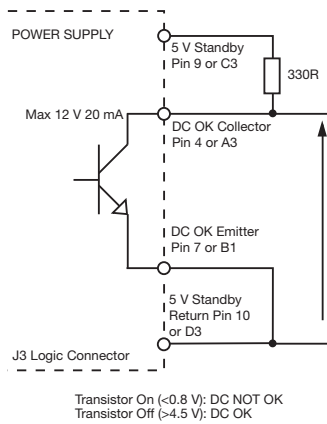 POWER SUPPLY
5 V Standby
Pin 9 or C3
330R
Max 12 V 20 mA
DC OK Collector
Pin 4 or A3
DC OK Emitter
Pin 7 or B1
5 V Standby
Return Pin 10
or D3
J3 Logic Connector
Transistor On (<0.8 V): DC NOT OK
Transistor Off (>4.5 V): DC OK